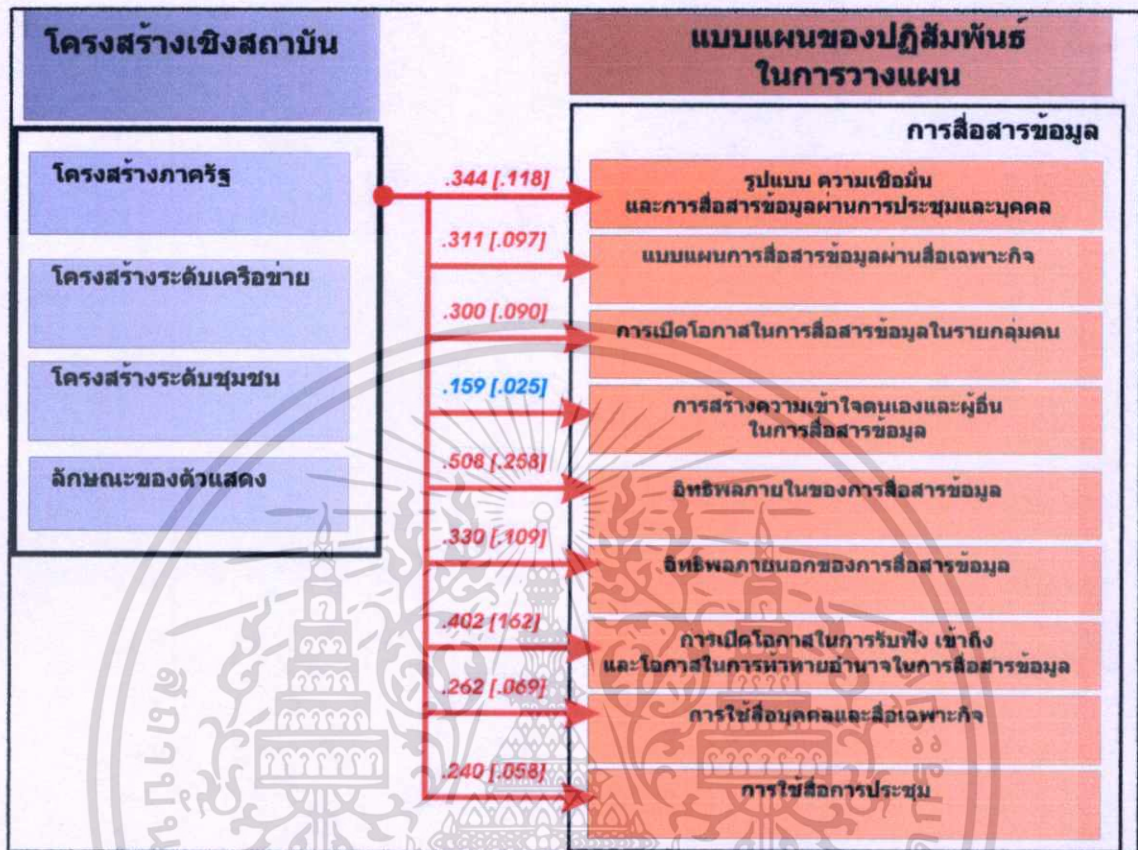 โครงสร้างเชิงสถาบัน
แบบแผนของปฏิสัมพันธ์
ในการวางแผน
โครงสร้างภาครัฐ
โครงสร้างระดับเครือข่าย
โครงสร้างระดับชุมชน
ลักษณะของตัวแสดง
การสื่อสารข้อมูล
.344 [.118]
รูปแบบ ความเชื่อมั่น
และการสื่อสารข้อมูลผ่านการประชุมและบุคคล
.311 [.097]
แบบแผนการสื่อสารข้อมูลผ่านสื่อเฉพาะกิจ
.300 [.090]
การเปิดโอกาสในการสื่อสารข้อมูลในรายกลุ่มคน
.159 [.025]
การสร้างความเข้าใจตนเองและผู้อื่น
ในการสื่อสารข้อมูล
.508 [.258]
อิทธิพลภายในของการสื่อสารข้อมูล
.330 [.109]
อิทธิพลภายนอกของการสื่อสารข้อมูล
.402 [162]
การเปิดโอกาสในการรับฟัง เข้าถึง
และโอกาสในการท้าทายอำนาจในการสื่อสารข้อมูล
.262 [.069]
การใช้สื่อบุคคลและสื่อเฉพาะกิจ
.240 [.058]
การใช้สื่อการประชุม